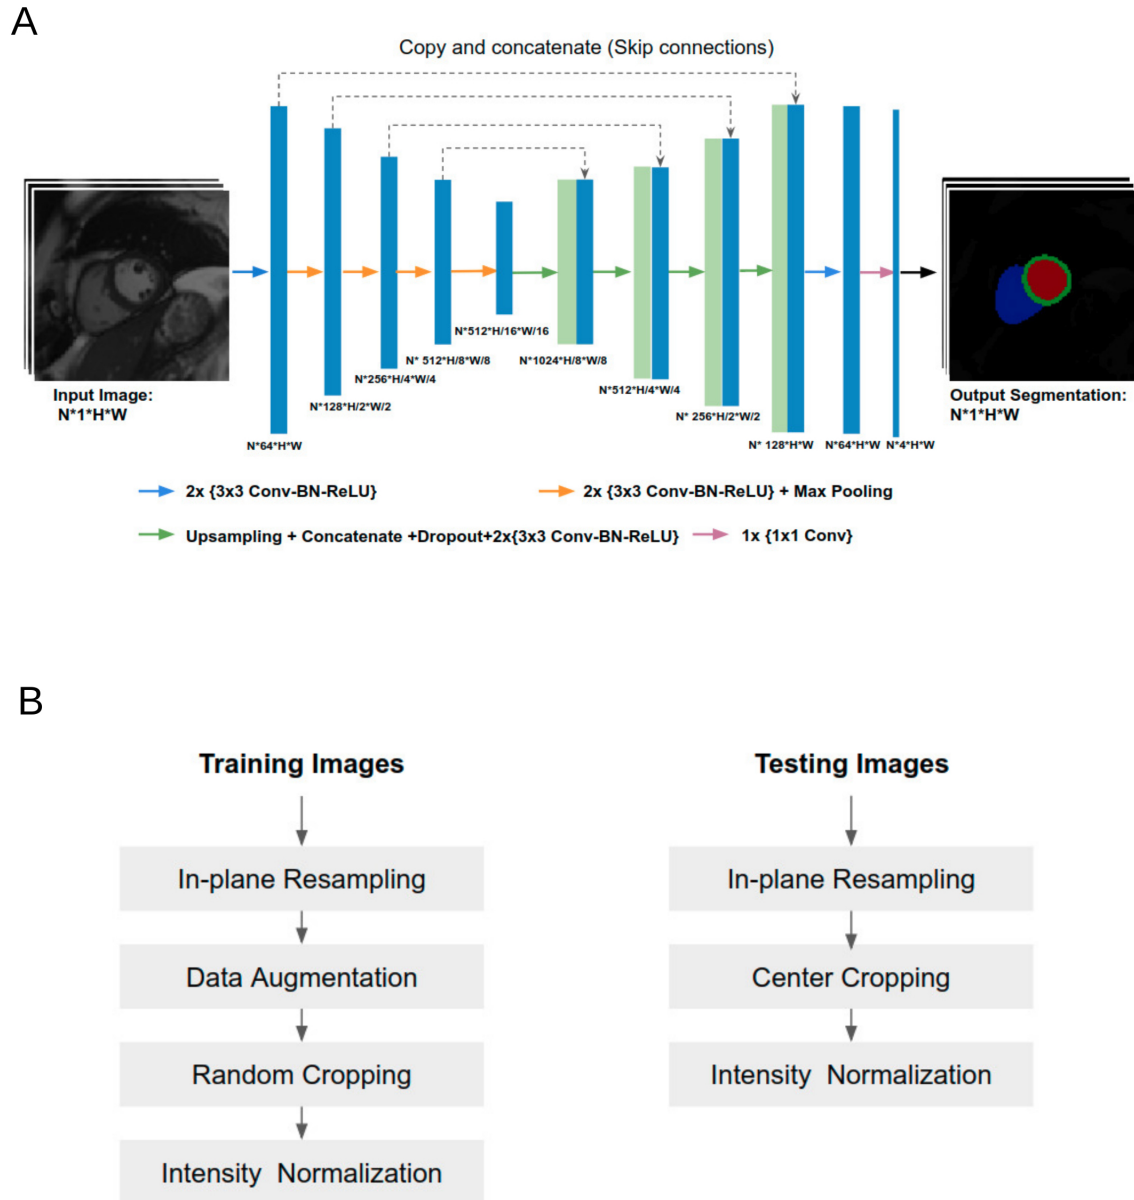 A
Copy and concatenate (Skip connections)
Input Image:
N*1*H*W
N*64*H*W
N*128*H/2*W/2
N*256*H/4*W/4
N* 512*H/8*W/8
N*512*H/16*W/16
N*1024*H/8*W/8
N*512*H/4*W/4
N* 256*H/2*W/2
N* 128*H*W
N*64*H*W
N*4*H*W
Output Segmentation:
N*1*H*W
2x {3x3 Conv-BN-ReLU}
2x {3x3 Conv-BN-ReLU} + Max Pooling
Upsampling + Concatenate +Dropout+2x{3x3 Conv-BN-ReLU}
1x {1x1 Conv}
B
Training Images
In-plane Resampling
Data Augmentation
Random Cropping
Intensity Normalization
Testing Images
In-plane Resampling
Center Cropping
Intensity Normalization